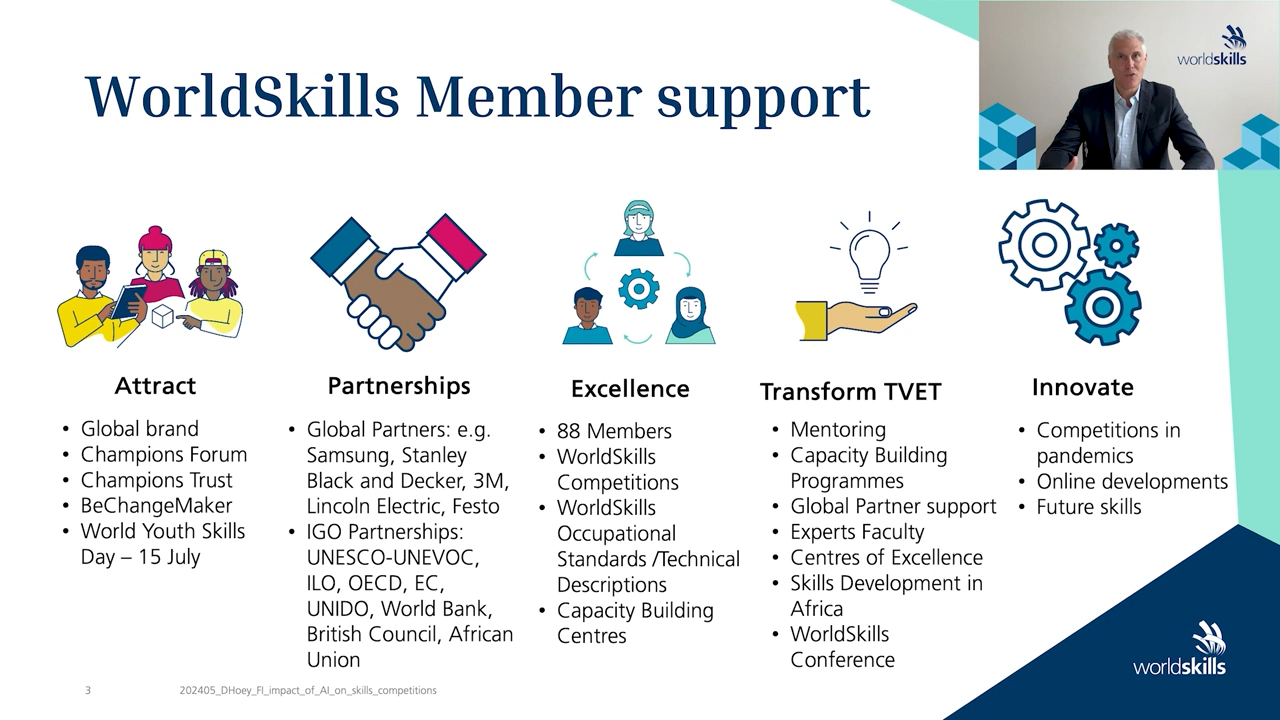 WorldSkills Member support
worldskills
Attract
• Global brand
• Champions Forum
• Champions Trust
• BeChangeMaker
• World Youth Skills
Day – 15 July
Partnerships
• Global Partners: e.g.
Samsung, Stanley
Black and Decker, 3M,
Lincoln Electric, Festo
• IGO Partnerships:
UNESCO-UNEVOC,
ILO, OECD, EC,
UNIDO, World Bank,
British Council, African
Union
Excellence
• 88 Members
• WorldSkills
Competitions
• WorldSkills
Occupational
Standards /Technical
Descriptions
• Capacity Building
Centres
Transform TVET
• Mentoring
• Capacity Building
Programmes
• Global Partner support
• Experts Faculty
• Centres of Excellence
• Skills Development in
Africa
• WorldSkills
Conference
Innovate
• Competitions in
pandemics
• Online developments
• Future skills
worldskills
3
202405_DHoey_FI_impact_of_AI_on_skills_competitions